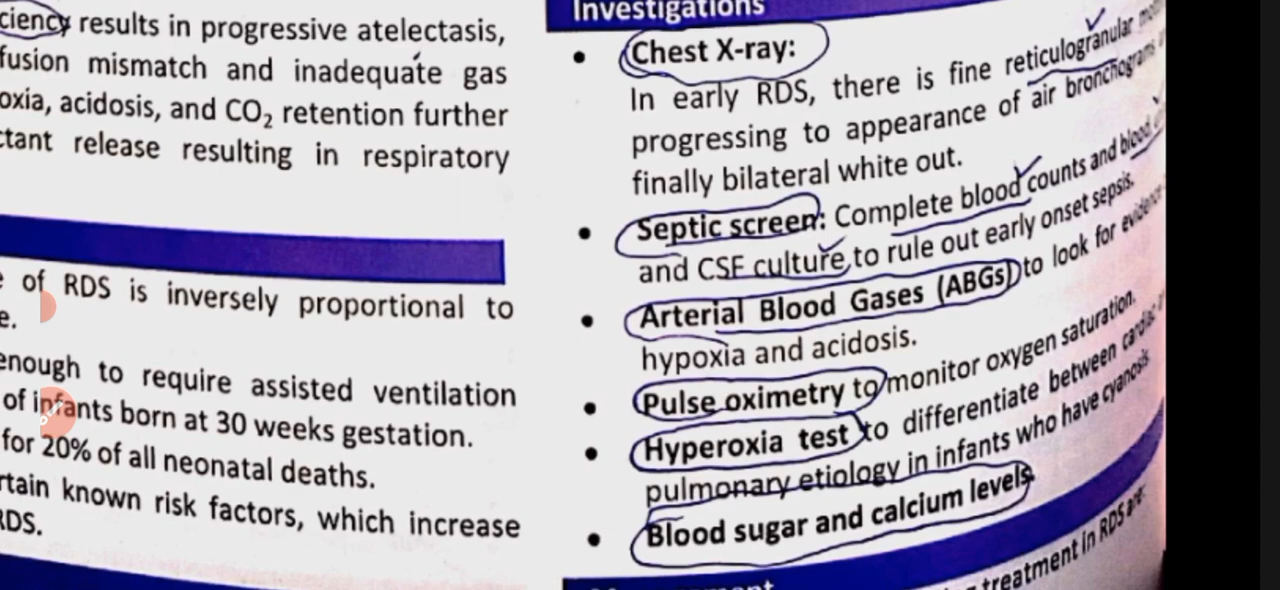 ciency results in progressive atelectasis,
fusion mismatch and inadequate gas
oxia, acidosis, and CO₂ retention further
ctant release resulting in respiratory
of RDS is inversely proportional to
e.
enough to require assisted ventilation
of infants born at 30 weeks gestation.
for 20% of all neonatal deaths.
rtain known risk factors, which increase
RDS.
Investigations
• Chest X-ray:
In early RDS, there is fine reticulogranular
progressing to appearance of air bronchograms
finally bilateral white out.
• Septic screen: Complete blood counts and blood
and CSF culture to rule out early onset sepsis.
• Arterial Blood Gases (ABGs) to look for evidence
hypoxia and acidosis.
• Pulse oximetry to monitor oxygen saturation.
• Hyperoxia test to differentiate between cardiac
pulmonary etiology in infants who have cyanosis.
• Blood sugar and calcium levels
treatment in RDS are: